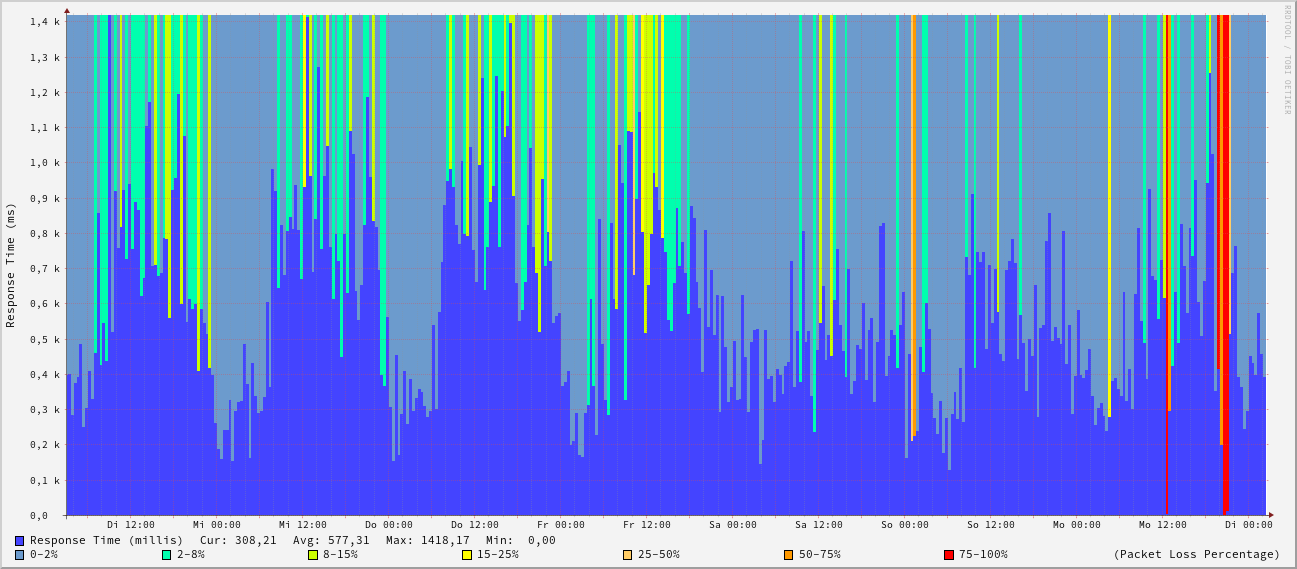 RRDTOOL / TOBI OETIKER
Response Time (ms)
1,4 k
1,3 k
1,2 k
1,1 k
1,0 k
0,9 k
0,8 k
0,7 k
0,6 k
0,5 k
0,4 k
0,3 k
0,2 k
0,1 k
0,0
Di 12:00 Mi 00:00 Mi 12:00 Do 00:00 Do 12:00 Fr 00:00 Fr 12:00 Sa 00:00 Sa 12:00 So 00:00 So 12:00 Mo 00:00 Mo 12:00 Di 00:00
Response Time (millis) Cur: 308,21 Avg: 577,31 Max: 1418,17 Min: 0,00
0-2% 2-8% 8-15% 15-25% 25-50% 50-75% 75-100% (Packet Loss Percentage)